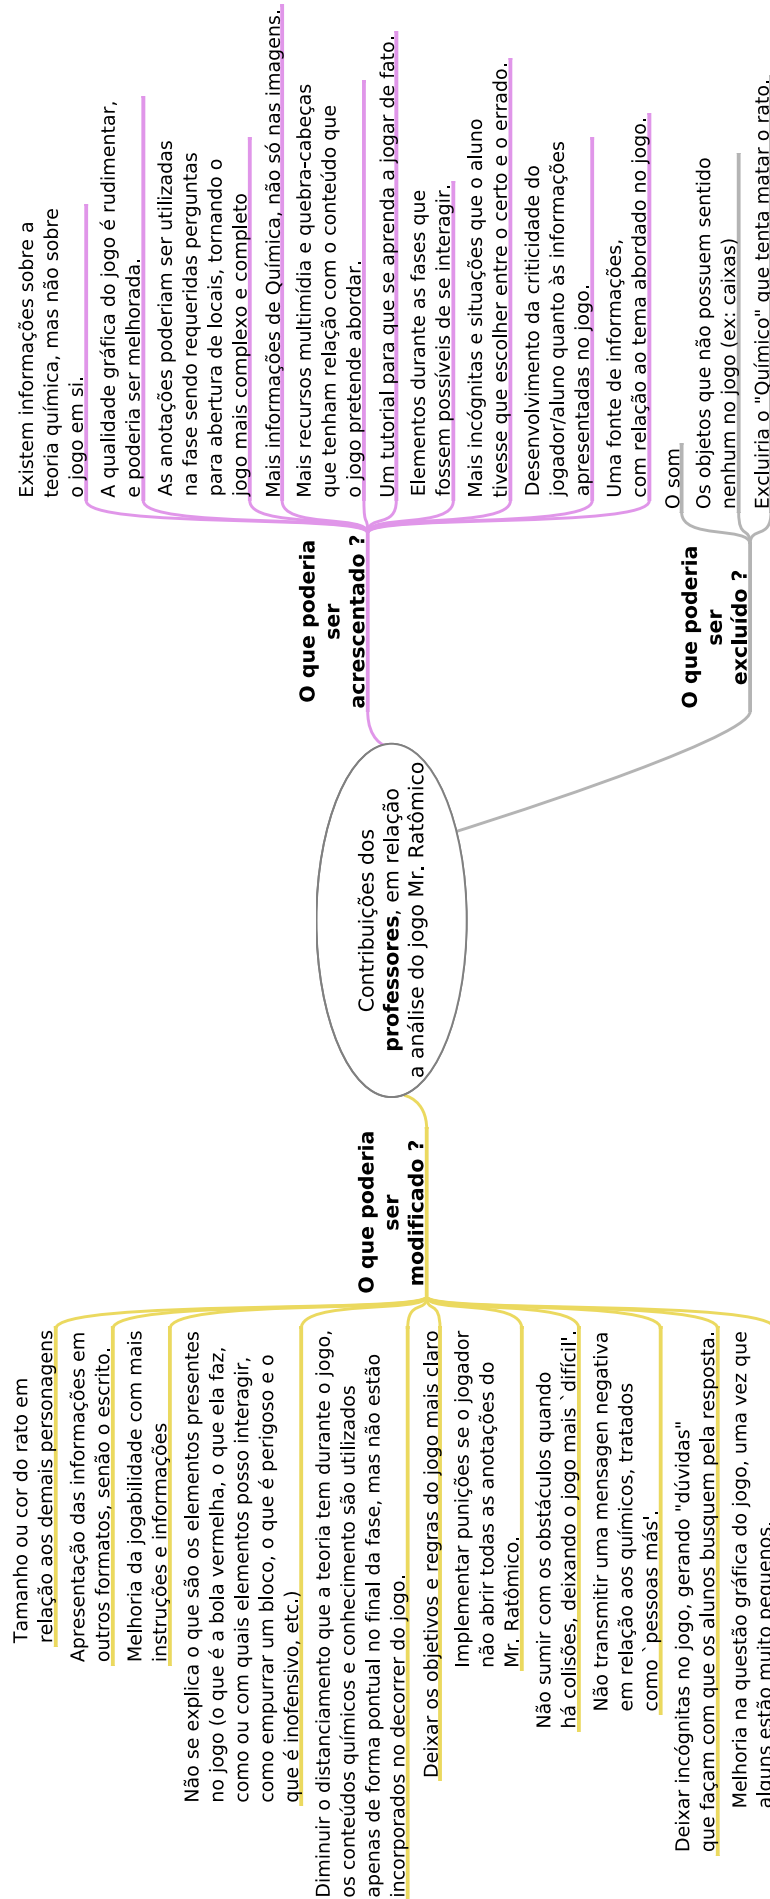 Contribuições dos
professores, em relação
a análise do jogo Mr. Ratômico
O que poderia
ser
acrescentado ?
Existem informações sobre a
teoria química, mas não sobre
o jogo em si.
A qualidade gráfica do jogo é rudimentar,
e poderia ser melhorada.
As anotações poderiam ser utilizadas
na fase sendo requeridas perguntas
para abertura de locais, tornando o
jogo mais complexo e completo
Mais informações de Química, não só nas imagens.
Mais recursos multimídia e quebra-cabeças
que tenham relação com o conteúdo que
o jogo pretende abordar.
Um tutorial para que se aprenda a jogar de fato.
Elementos durante as fases que
fossem possíveis de se interagir.
Mais incógnitas e situações que o aluno
tivesse que escolher entre o certo e o errado.
Desenvolvimento da criticidade do
jogador/aluno quanto às informações
apresentadas no jogo.
Uma fonte de informações,
com relação ao tema abordado no jogo.
O que poderia
ser
excluído ?
O som
Os objetos que não possuem sentido
nenhum no jogo (ex: caixas)
Excluiria o "Químico" que tenta matar o rato.
O que poderia
ser
modificado ?
Tamanho ou cor do rato em
relação aos demais personagens
Apresentação das informações em
outros formatos, senão o escrito.
Melhoria da jogabilidade com mais
instruções e informações
Não se explica o que são os elementos presentes
no jogo (o que é a bola vermelha, o que ela faz,
como ou com quais elementos posso interagir,
como empurrar um bloco, o que é perigoso e o
que é inofensivo, etc.)
Diminuir o distanciamento que a teoria tem durante o jogo,
os conteúdos químicos e conhecimento são utilizados
apenas de forma pontual no final da fase, mas não estão
incorporados no decorrer do jogo.
Deixar os objetivos e regras do jogo mais claro
Implementar punições se o jogador
não abrir todas as anotações do
Mr. Ratômico.
Não sumir com os obstáculos quando
há colisões, deixando o jogo mais `difícil'.
Não transmitir uma mensagen negativa
em relação aos químicos, tratados
como `pessoas más'.
Deixar incógnitas no jogo, gerando "dúvidas"
que façam com que os alunos busquem pela resposta.
Melhoria na questão gráfica do jogo, uma vez que
alguns estão muito pequenos.